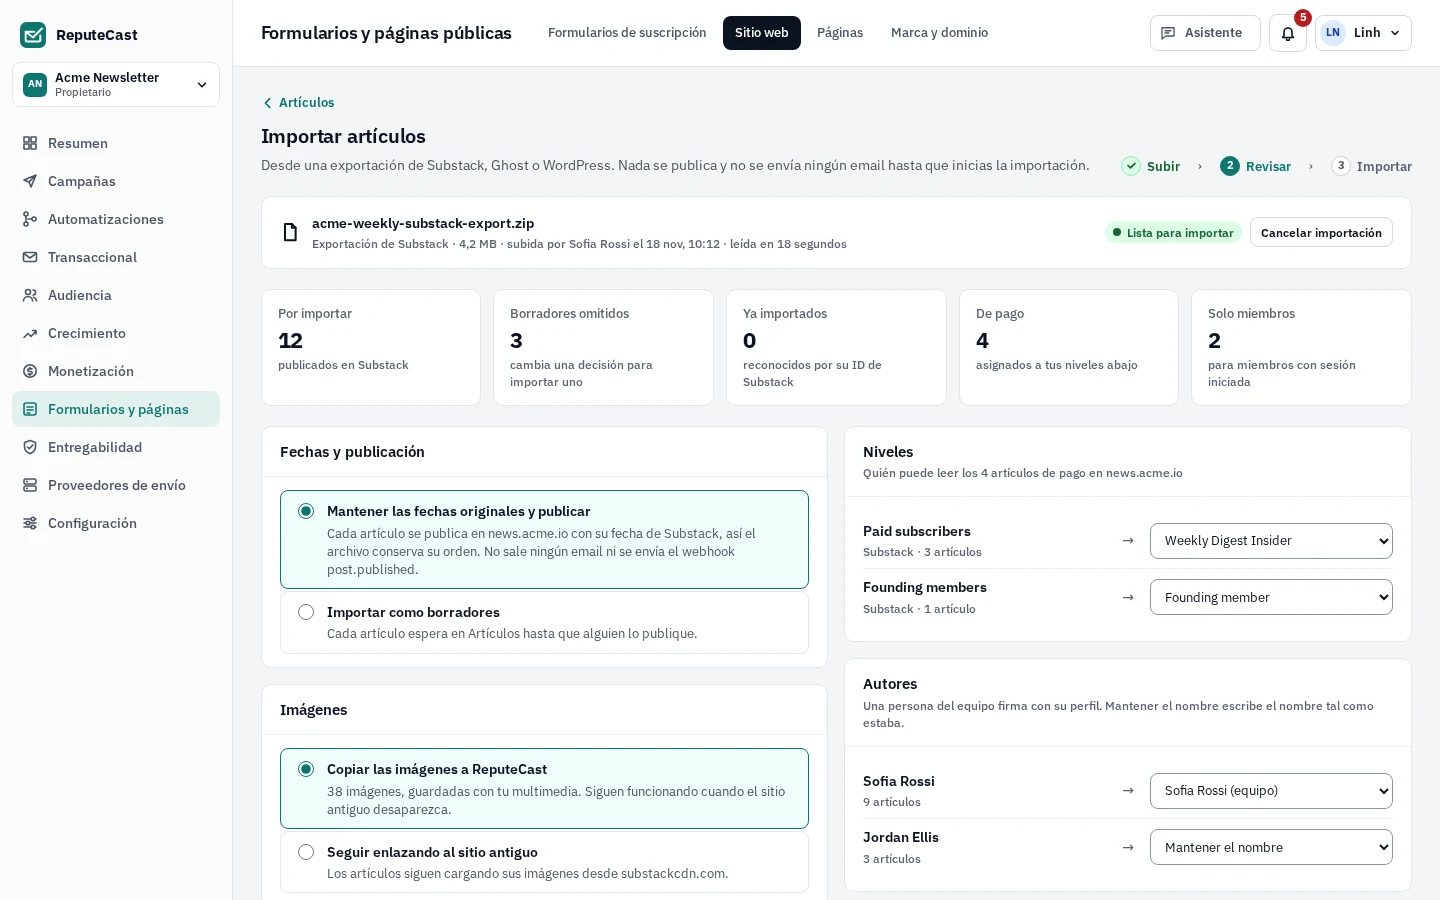 ReputeCast
AN
Acme Newsletter
Propietario
Resumen
Campañas
Automatizaciones
Transaccional
Audiencia
Crecimiento
Monetización
Formularios y páginas
Entregabilidad
Proveedores de envío
Configuración
Formularios y páginas públicas
Formularios de suscripción
Sitio web
Páginas
Marca y dominio
Asistente
5
LN
Linh
Artículos
Importar artículos
Desde una exportación de Substack, Ghost o WordPress. Nada se publica y no se envía ningún email hasta que inicias la importación.
Subir
›
2
Revisar
›
3
Importar
acme-weekly-substack-export.zip
Exportación de Substack · 4,2 MB · subida por Sofia Rossi el 18 nov, 10:12 · leída en 18 segundos
Lista para importar
Cancelar importación
Por importar
12
publicados en Substack
Borradores omitidos
3
cambia una decisión para
importar uno
Ya importados
0
reconocidos por su ID de
Substack
De pago
4
asignados a tus niveles abajo
Solo miembros
2
para miembros con sesión
iniciada
Fechas y publicación
Mantener las fechas originales y publicar
Cada artículo se publica en news.acme.io con su fecha de Substack, así el
archivo conserva su orden. No sale ningún email ni se envía el webhook
post.published.
Importar como borradores
Cada artículo espera en Artículos hasta que alguien lo publique.
Imágenes
Copiar las imágenes a ReputeCast
38 imágenes, guardadas con tu multimedia. Siguen funcionando cuando el sitio
antiguo desaparezca.
Seguir enlazando al sitio antiguo
Los artículos siguen cargando sus imágenes desde substackcdn.com.
Niveles
Quién puede leer los 4 artículos de pago en news.acme.io
Paid subscribers
Substack · 3 artículos
→
Weekly Digest Insider
Founding members
Substack · 1 artículo
→
Founding member
Autores
Una persona del equipo firma con su perfil. Mantener el nombre escribe el nombre tal como
estaba.
Sofia Rossi
9 artículos
→
Sofia Rossi (equipo)
Jordan Ellis
3 artículos
→
Mantener el nombre